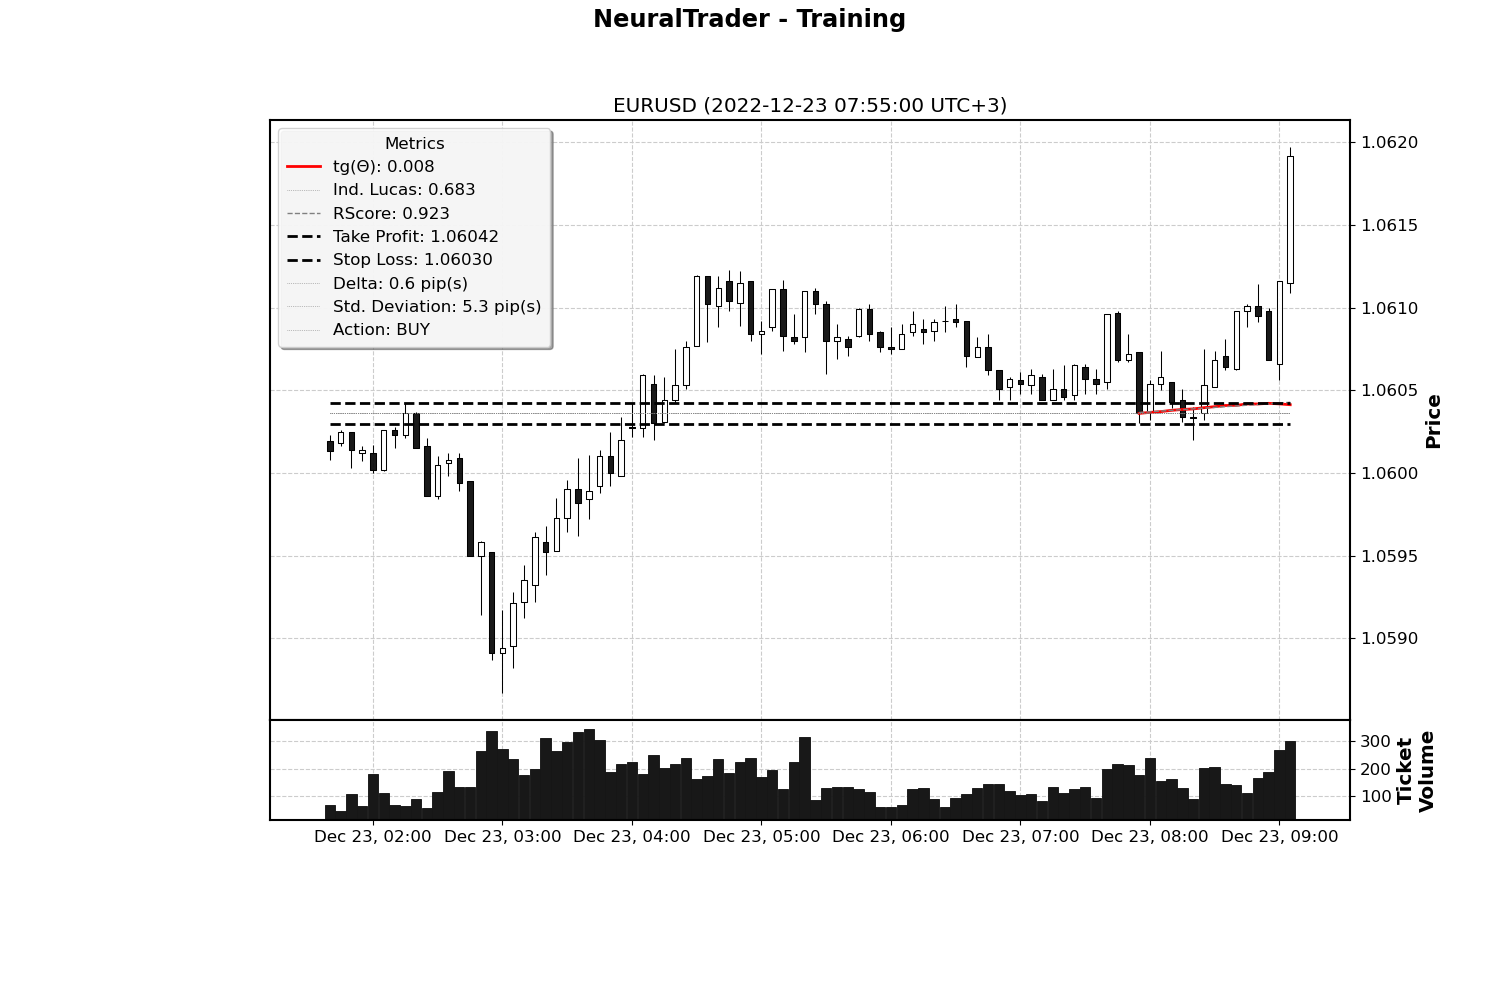 NeuralTrader - Training
EURUSD (2022-12-23 07:55:00 UTC+3)
Metrics
tg(Θ): 0.008
Ind. Lucas: 0.683
RScore: 0.923
Take Profit: 1.06042
Stop Loss: 1.06030
Delta: 0.6 pip(s)
Std. Deviation: 5.3 pip(s)
Action: BUY
1.0620
1.0615
1.0610
1.0605
1.0600
1.0595
1.0590
Price
300
200
100
Ticket
Volume
Dec 23, 02:00 Dec 23, 03:00 Dec 23, 04:00 Dec 23, 05:00 Dec 23, 06:00 Dec 23, 07:00 Dec 23, 08:00 Dec 23, 09:00